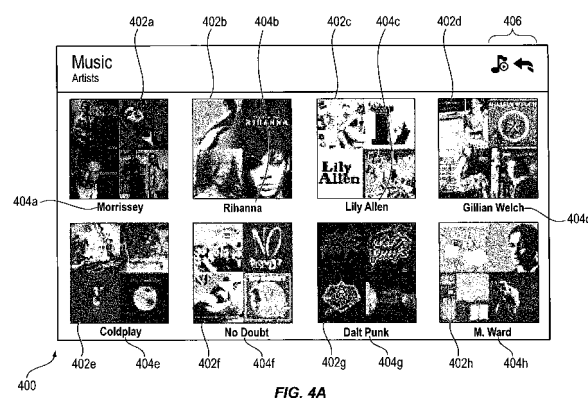 402a 402b 404b 402c 404c 402d 406
Music
Artists
RIHANNA
Lily
Allen
404a Morrissey Rihanna Lily Allen Gillian Welch 404d
Coldplay No Doubt Dalt Punk M. Ward
402e 404e 402f 404f 402g 404g 402h 404h
400
FIG. 4A